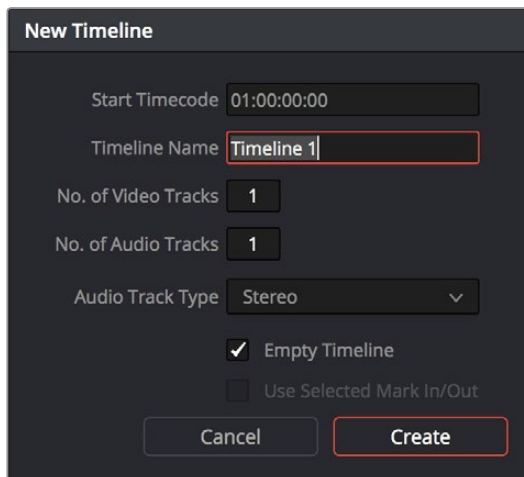 New Timeline
Start Timecode 01:00:00:00
Timeline Name Timeline 1
No. of Video Tracks 1
No. of Audio Tracks 1
Audio Track Type Stereo
Empty Timeline
Use Selected Mark In/Out
Cancel Create